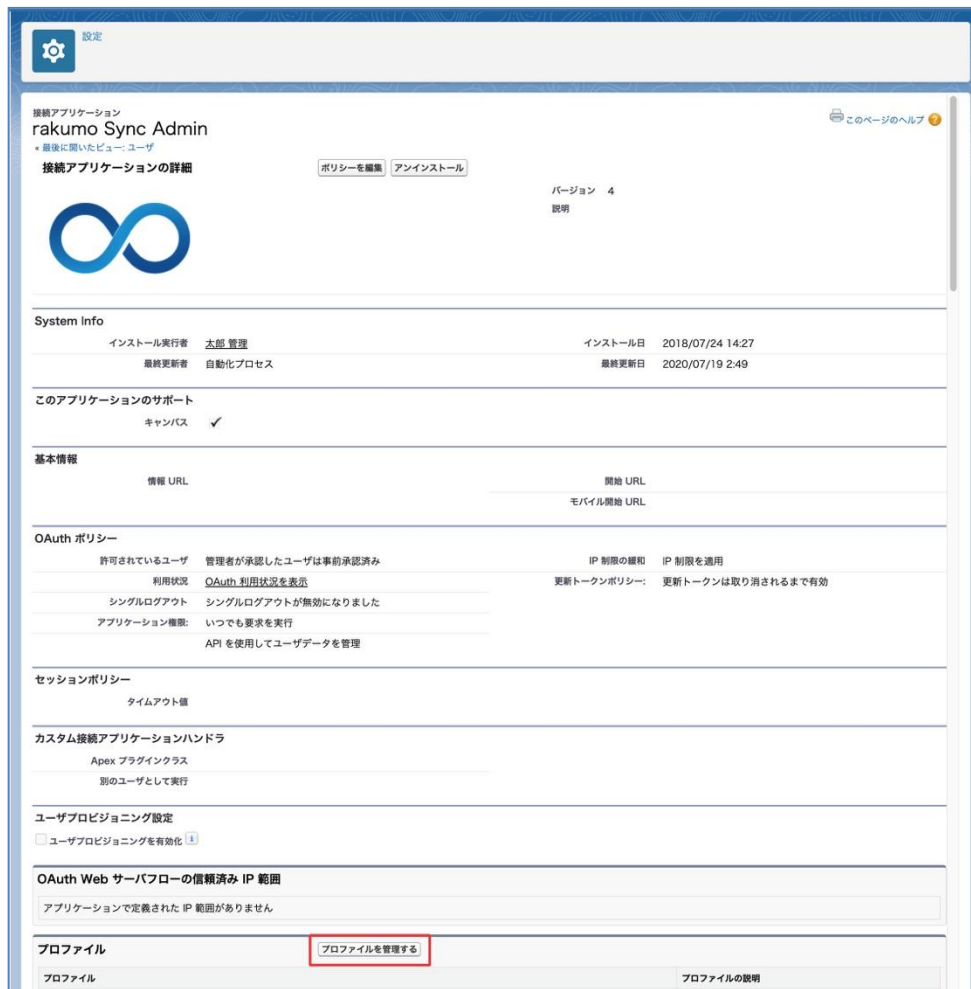 設定
接続アプリケーション
rakumo Sync Admin
このページのヘルプ
« 最後に開いたビュー: ユーザ
接続アプリケーションの詳細 ポリシーを編集 アンインストール
バージョン 4
説明
System Info
インストール実行者 太郎 管理 インストール日 2018/07/24 14:27
最終更新者 自動化プロセス 最終更新日 2020/07/19 2:49
このアプリケーションのサポート
キャンバス ✓
基本情報
情報 URL 開始 URL
モバイル開始 URL
OAuth ポリシー
許可されているユーザ 管理者が承認したユーザは事前承認済み IP 制限の緩和 IP 制限を適用
利用状況 OAuth 利用状況を表示 更新トークンポリシー: 更新トークンは取り消されるまで有効
シングルログアウト シングルログアウトが無効になりました
アプリケーション権限: いつでも要求を実行
API を使用してユーザデータを管理
セッションポリシー
タイムアウト値
カスタム接続アプリケーションハンドラ
Apex プラグインクラス
別のユーザとして実行
ユーザプロビジョニング設定
ユーザプロビジョニングを有効化 i
OAuth Web サーバフローの信頼済み IP 範囲
アプリケーションで定義された IP 範囲がありません
プロファイル プロファイルを管理する
プロファイル プロファイルの説明